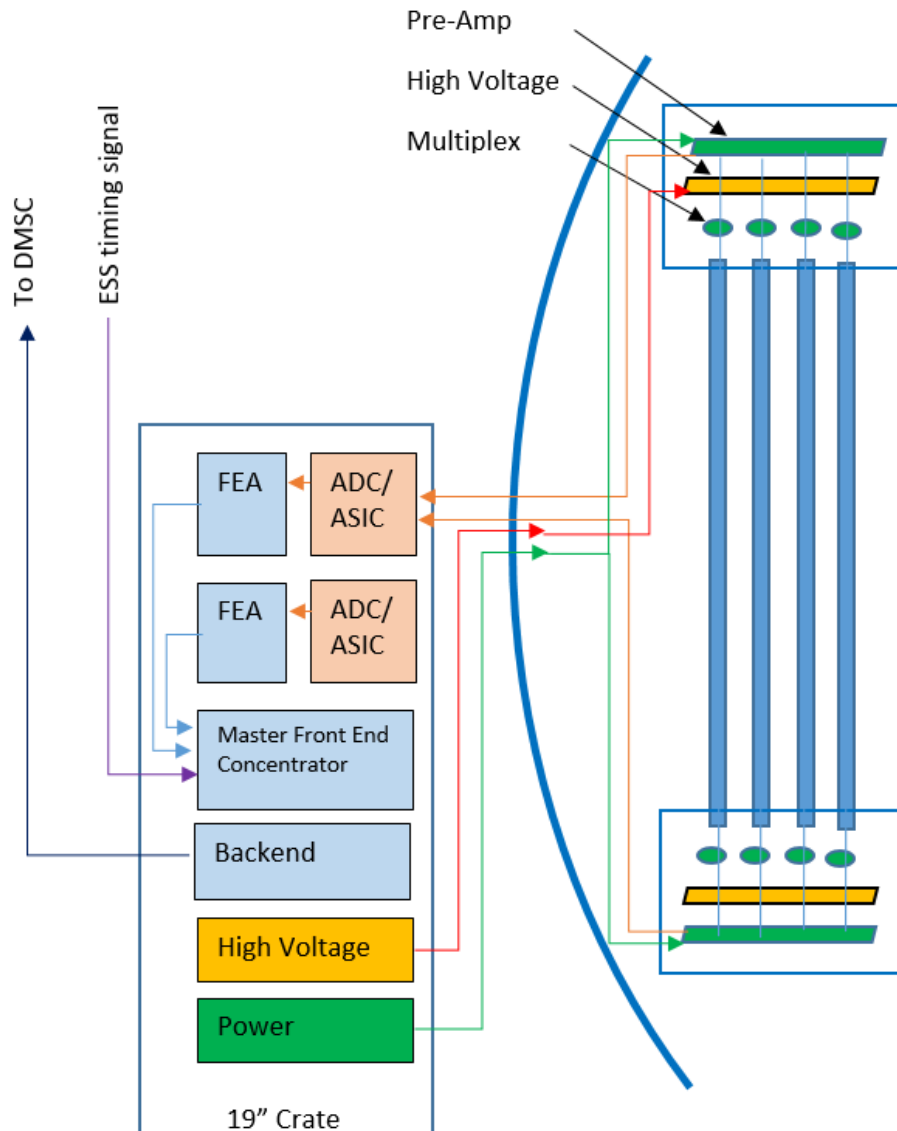 Pre-Amp
High Voltage
Multiplex
To DMSC
ESS timing signal
FEA
ADC/
ASIC
FEA
ADC/
ASIC
Master Front End
Concentrator
Backend
High Voltage
Power
19” Crate